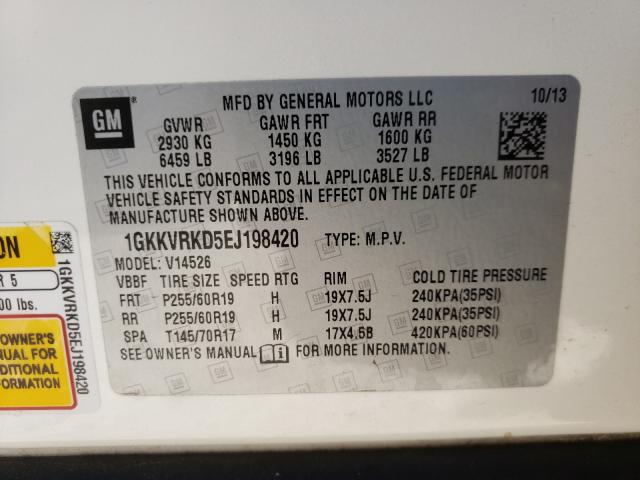 GM
MFD BY GENERAL MOTORS LLC 10/13
GVWR GAWR FRT GAWR RR
2930 KG 1450 KG 1600 KG
6459 LB 3196 LB 3527 LB
THIS VEHICLE CONFORMS TO ALL APPLICABLE U.S. FEDERAL MOTOR
VEHICLE SAFETY STANDARDS IN EFFECT ON THE DATE OF
MANUFACTURE SHOWN ABOVE.
1GKKVRKD5EJ198420 TYPE: M.P.V.
MODEL: V14526
VBBF TIRE SIZE SPEED RTG RIM COLD TIRE PRESSURE
FRT P255/60R19 H 19X7.5J 240KPA(35PSI)
RR P255/60R19 H 19X7.5J 240KPA(35PSI)
SPA T145/70R17 M 17X4.5B 420KPA(60PSI)
SEE OWNER'S MANUAL FOR MORE INFORMATION
ON
R 5
00 lbs.
OWNER'S
FOR
1GKKVRKD5EJ198420